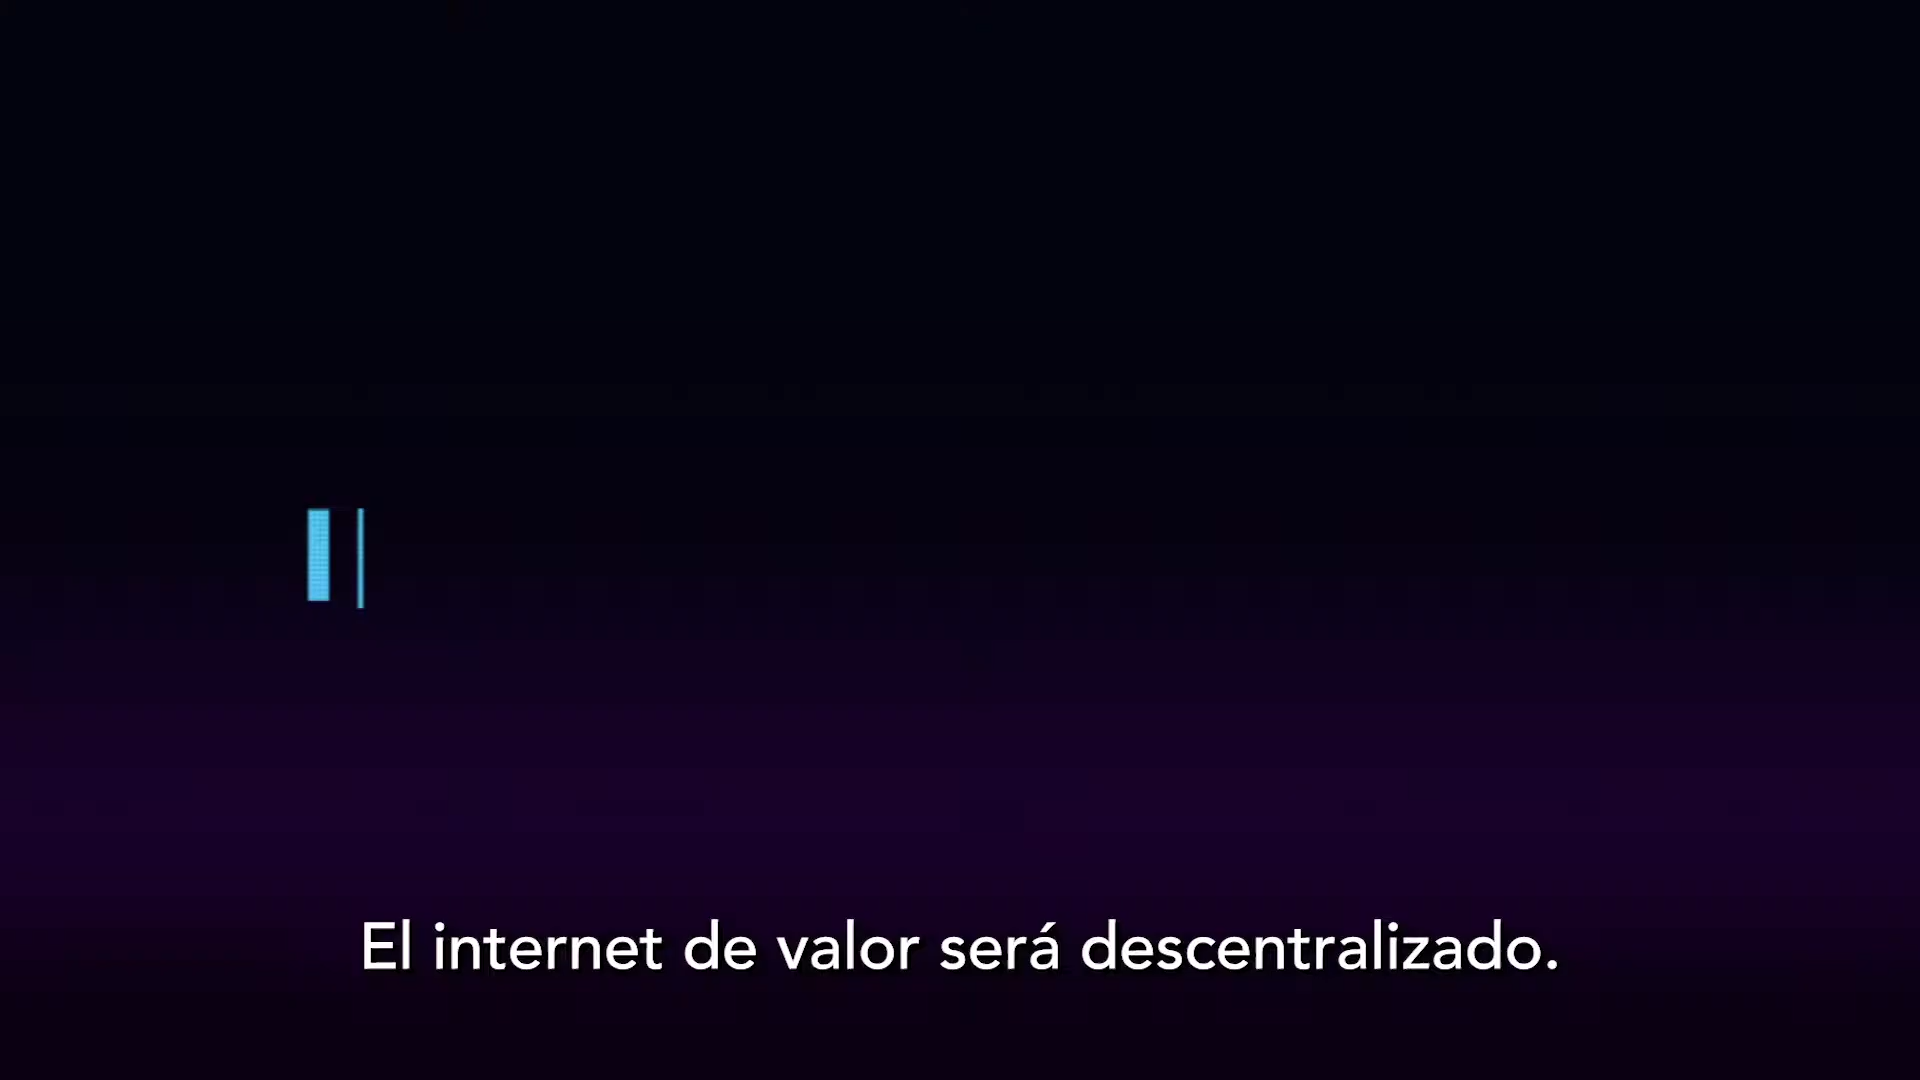 El internet de valor será descentralizado.